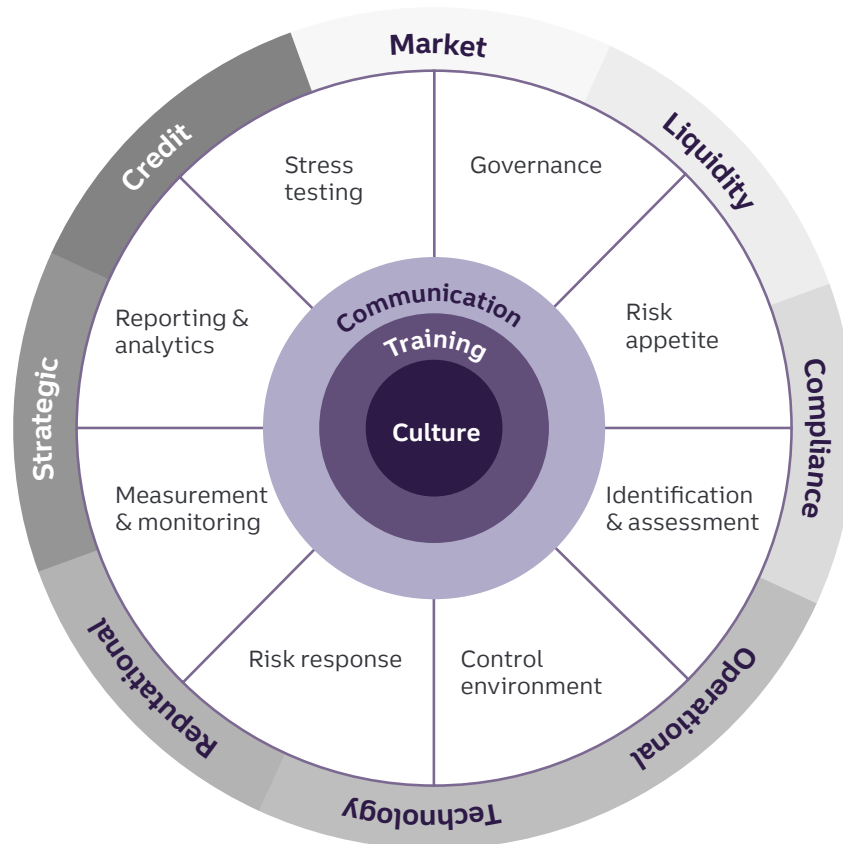 Market
Liquidity
Compliance
Operational
Technology
Reputational
Strategic
Credit
Stress
testing
Governance
Risk
appetite
Identification
& assessment
Control
environment
Risk response
Measurement
& monitoring
Reporting &
analytics
Communication
Training
Culture